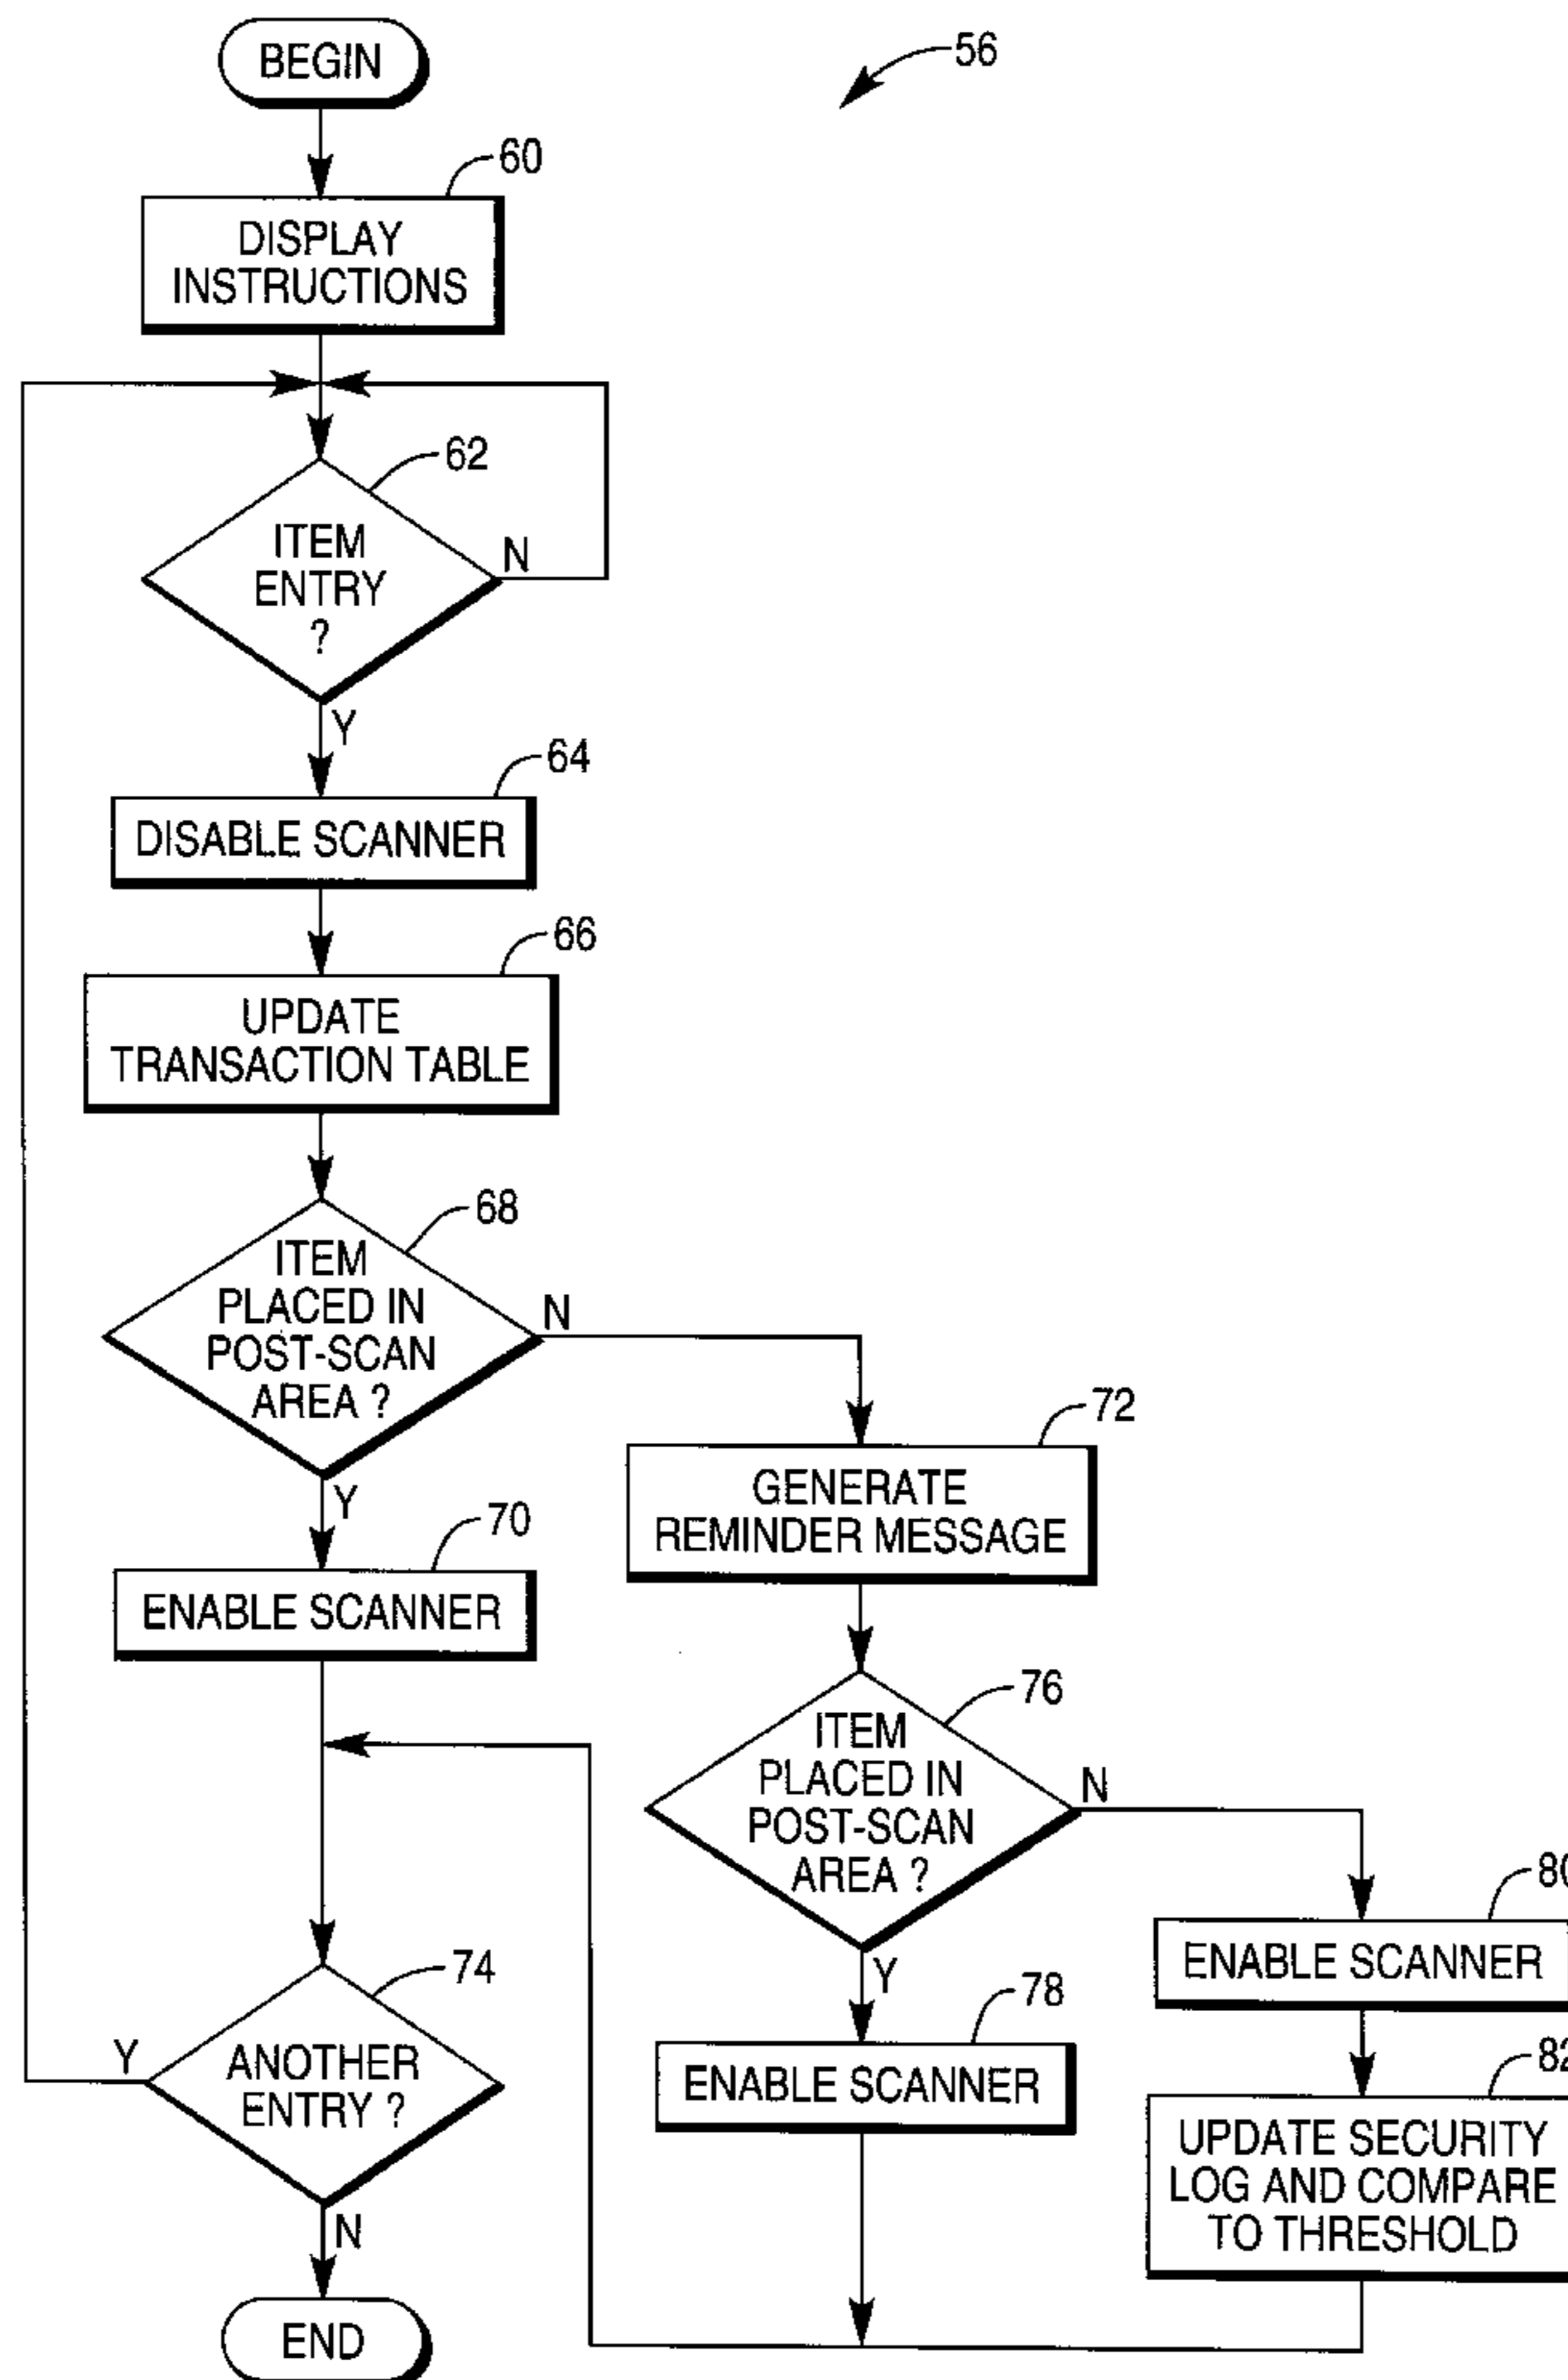 BEGIN
56
60
DISPLAY
INSTRUCTIONS
62
ITEM
ENTRY
?
N
Y
64
DISABLE SCANNER
66
UPDATE
TRANSACTION TABLE
68
ITEM
PLACED IN
POST-SCAN
AREA ?
N
Y
70
ENABLE SCANNER
72
GENERATE
REMINDER MESSAGE
76
ITEM
PLACED IN
POST-SCAN
AREA ?
N
Y
74
ANOTHER
ENTRY ?
Y
N
78
ENABLE SCANNER
80
ENABLE SCANNER
82
UPDATE SECURITY
LOG AND COMPARE
TO THRESHOLD
END